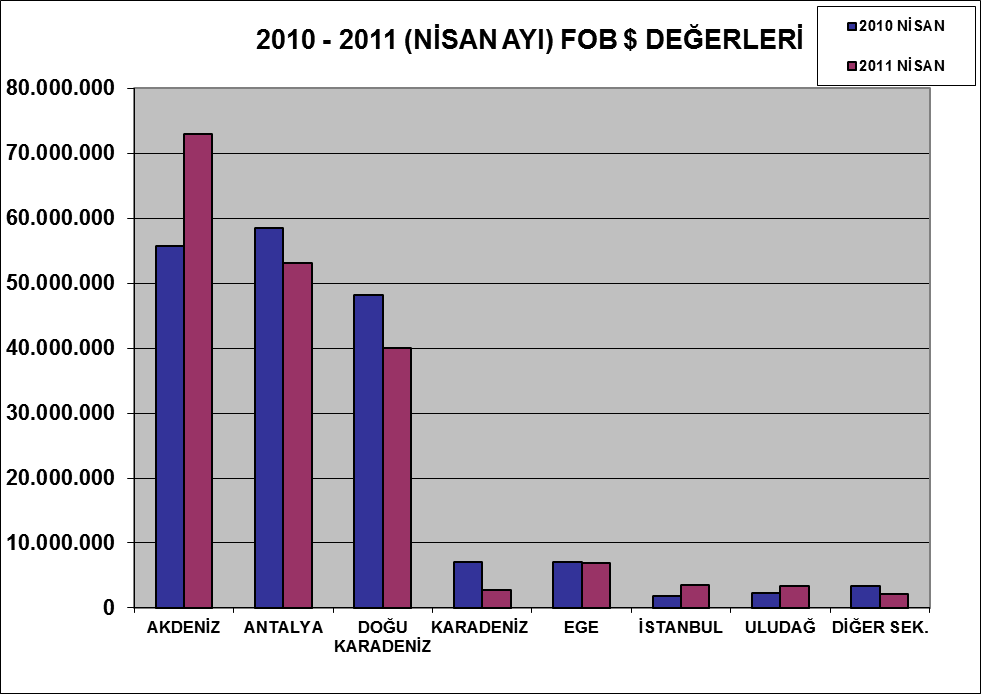 2010 - 2011 (NİSAN AYI) FOB $ DEĞERLERİ
2010 NİSAN
2011 NİSAN
80.000.000
70.000.000
60.000.000
50.000.000
40.000.000
30.000.000
20.000.000
10.000.000
0
AKDENİZ
ANTALYA
DOĞU
KARADENİZ
KARADENİZ
EGE
İSTANBUL
ULUDAĞ
DİĞER SEK.